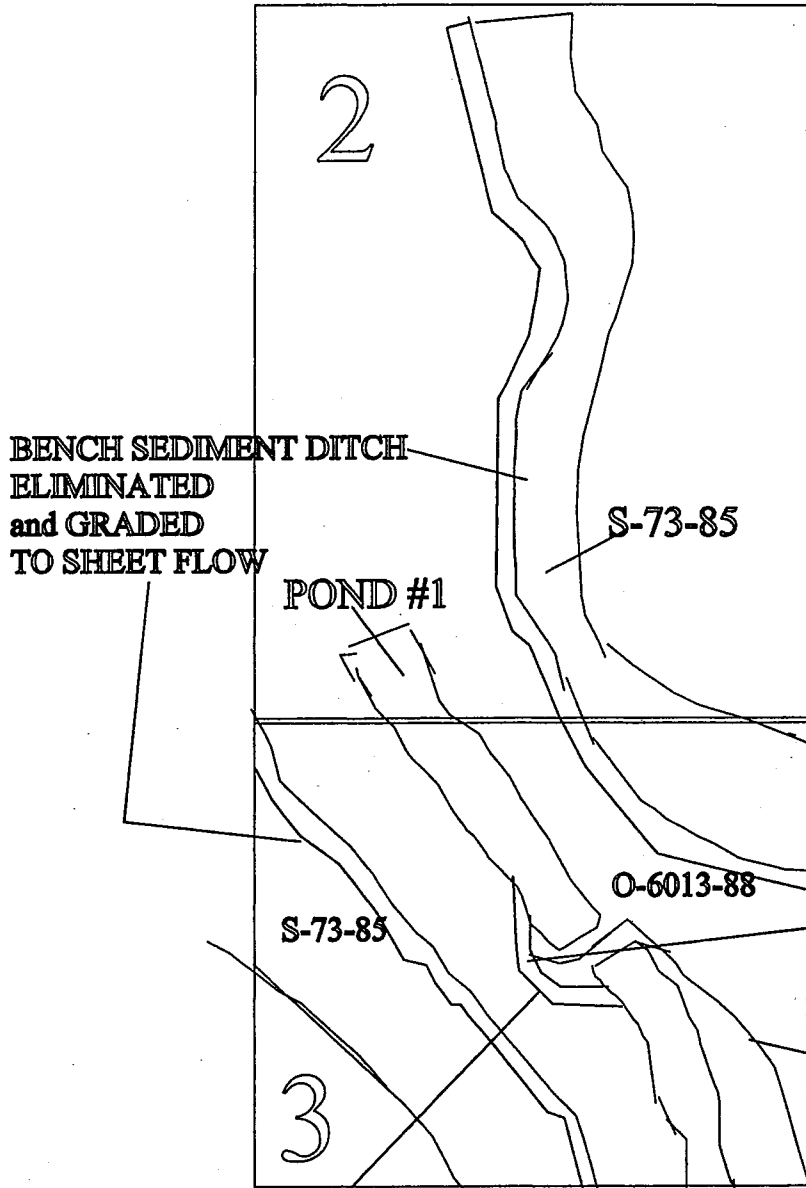 2
BENCH SEDIMENT DITCH
ELIMINATED
and GRADED
TO SHEET FLOW
S-73-85
POND #1
O-6013-88
S-73-85
3